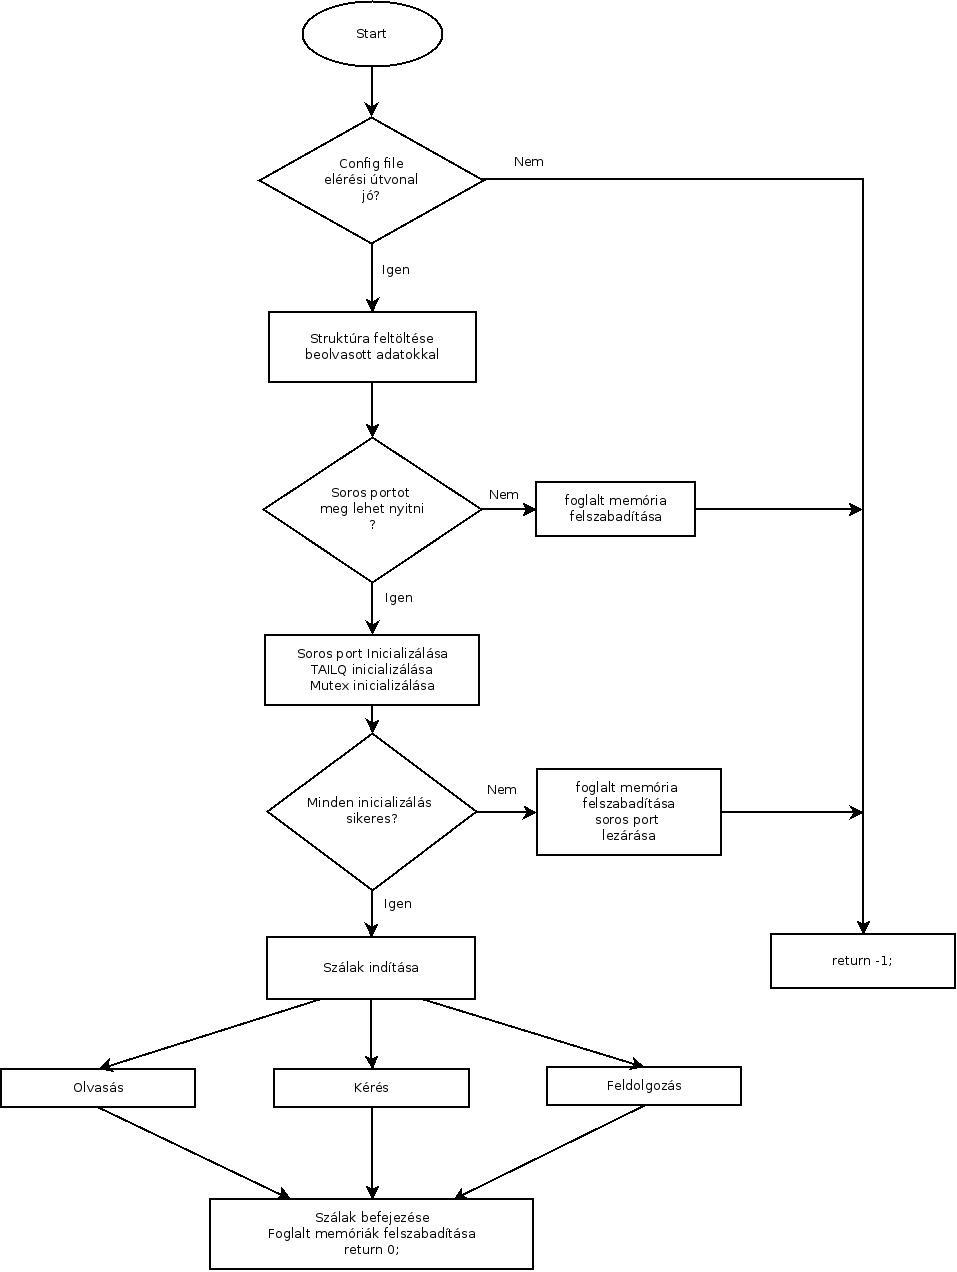 Start
Config file
elérési útvonal
jó?
Nem
Igen
Struktúra feltöltése
beolvasott adatokkal
Soros portot
meg lehet nyitni
?
Nem
foglalt memória
felszabadítása
Igen
Soros port Inicializálása
TAILQ inicializálása
Mutex inicializálása
Minden inicializálás
sikeres?
Nem
foglalt memória
felszabadítása
soros port
lezárása
Igen
Szálak indítása
return -1;
Olvasás
Kérés
Feldolgozás
Szálak befejezése
Foglalt memóriák felszabadítása
return 0;